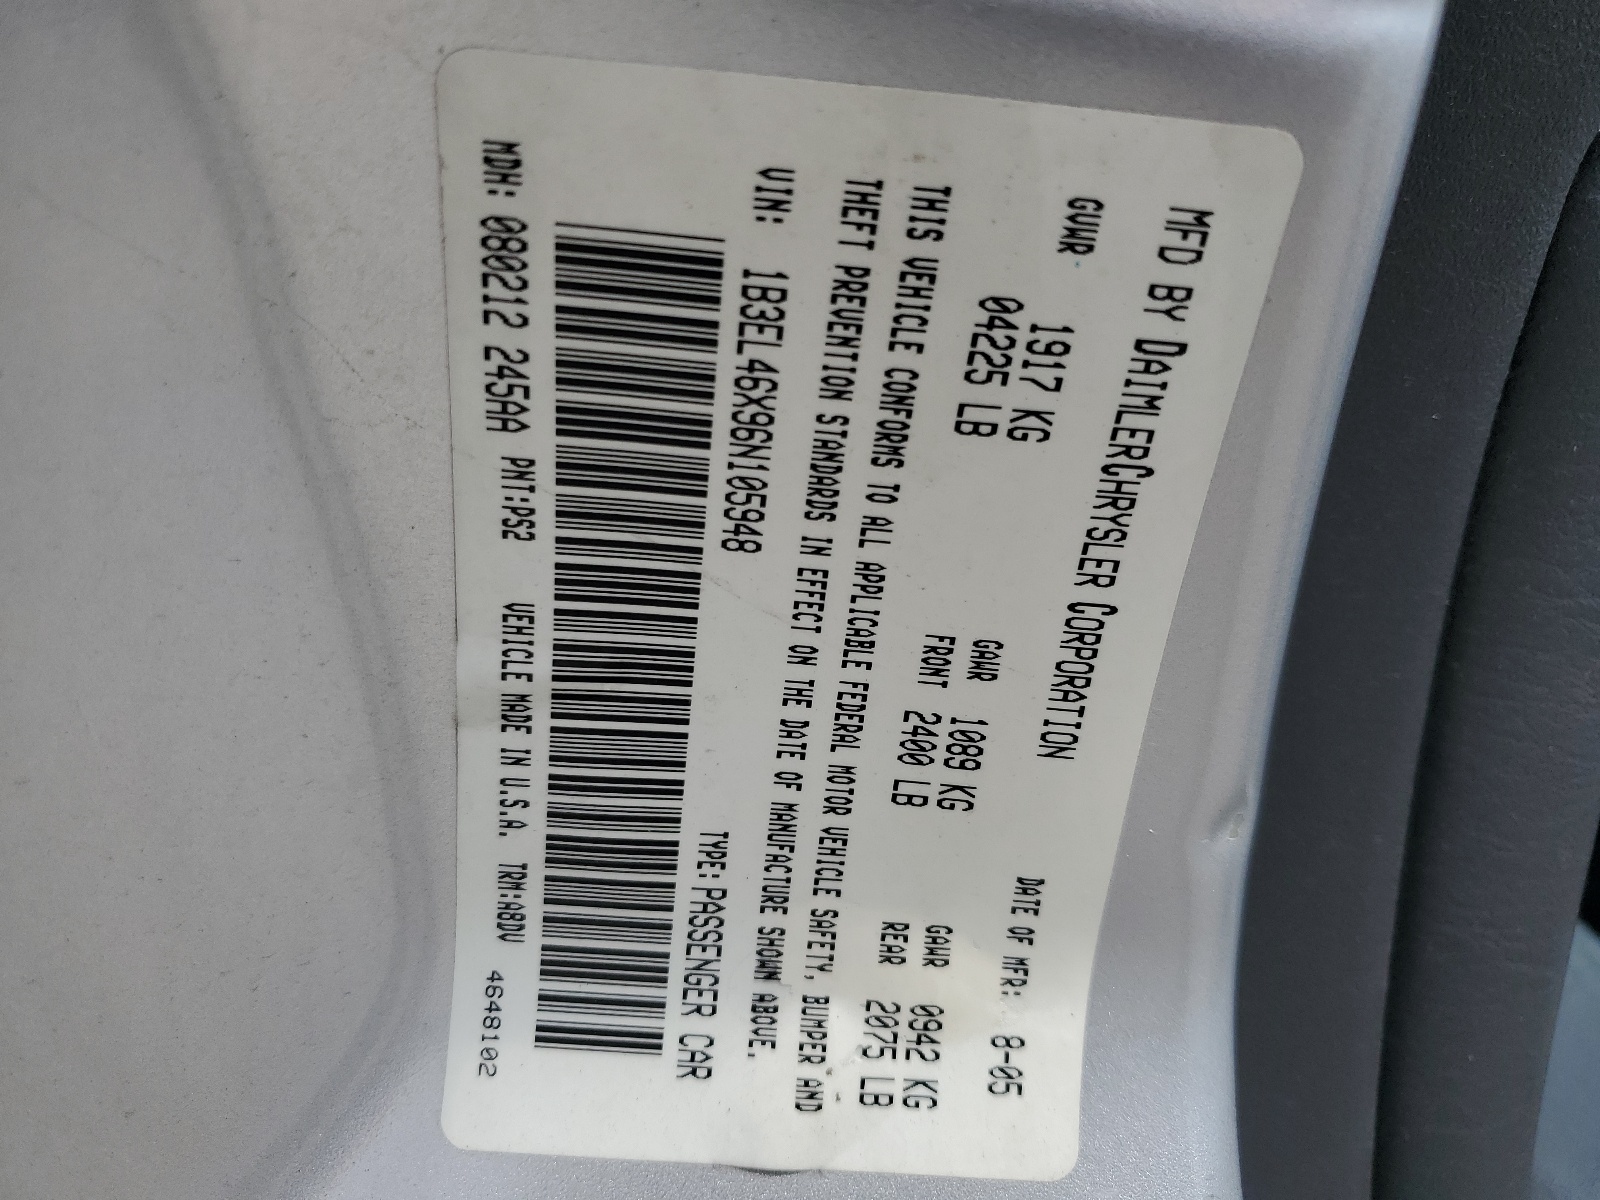 MFD BY DAIMLERCHRYSLER CORPORATION
DATE OF MFR: 8-05
GVWR 1917 KG
04225 LB
GAWR FRONT 1089 KG
2400 LB
GAWR REAR 0942 KG
2075 LB
THIS VEHICLE CONFORMS TO ALL APPLICABLE FEDERAL MOTOR VEHICLE SAFETY, BUMPER AND
THEFT PREVENTION STANDARDS IN EFFECT ON THE DATE OF MANUFACTURE SHOWN ABOVE.
VIN: 1B3EL46X96N105948
TYPE: PASSENGER CAR
MDH: 080212 245AA PNT:PS2 VEHICLE MADE IN U.S.A. TRM:A8DV 4648102